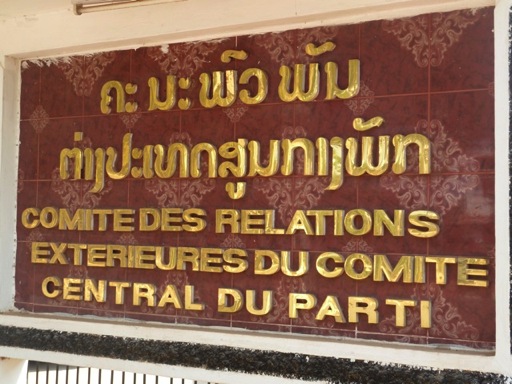 ຄະ ນະ ພົວ ພັນ
ຕ່າງປະເທດສູນກາງພັກ
COMITE DES RELATIONS
EXTERIEURES DU COMITE
CENTRAL DU PARTI